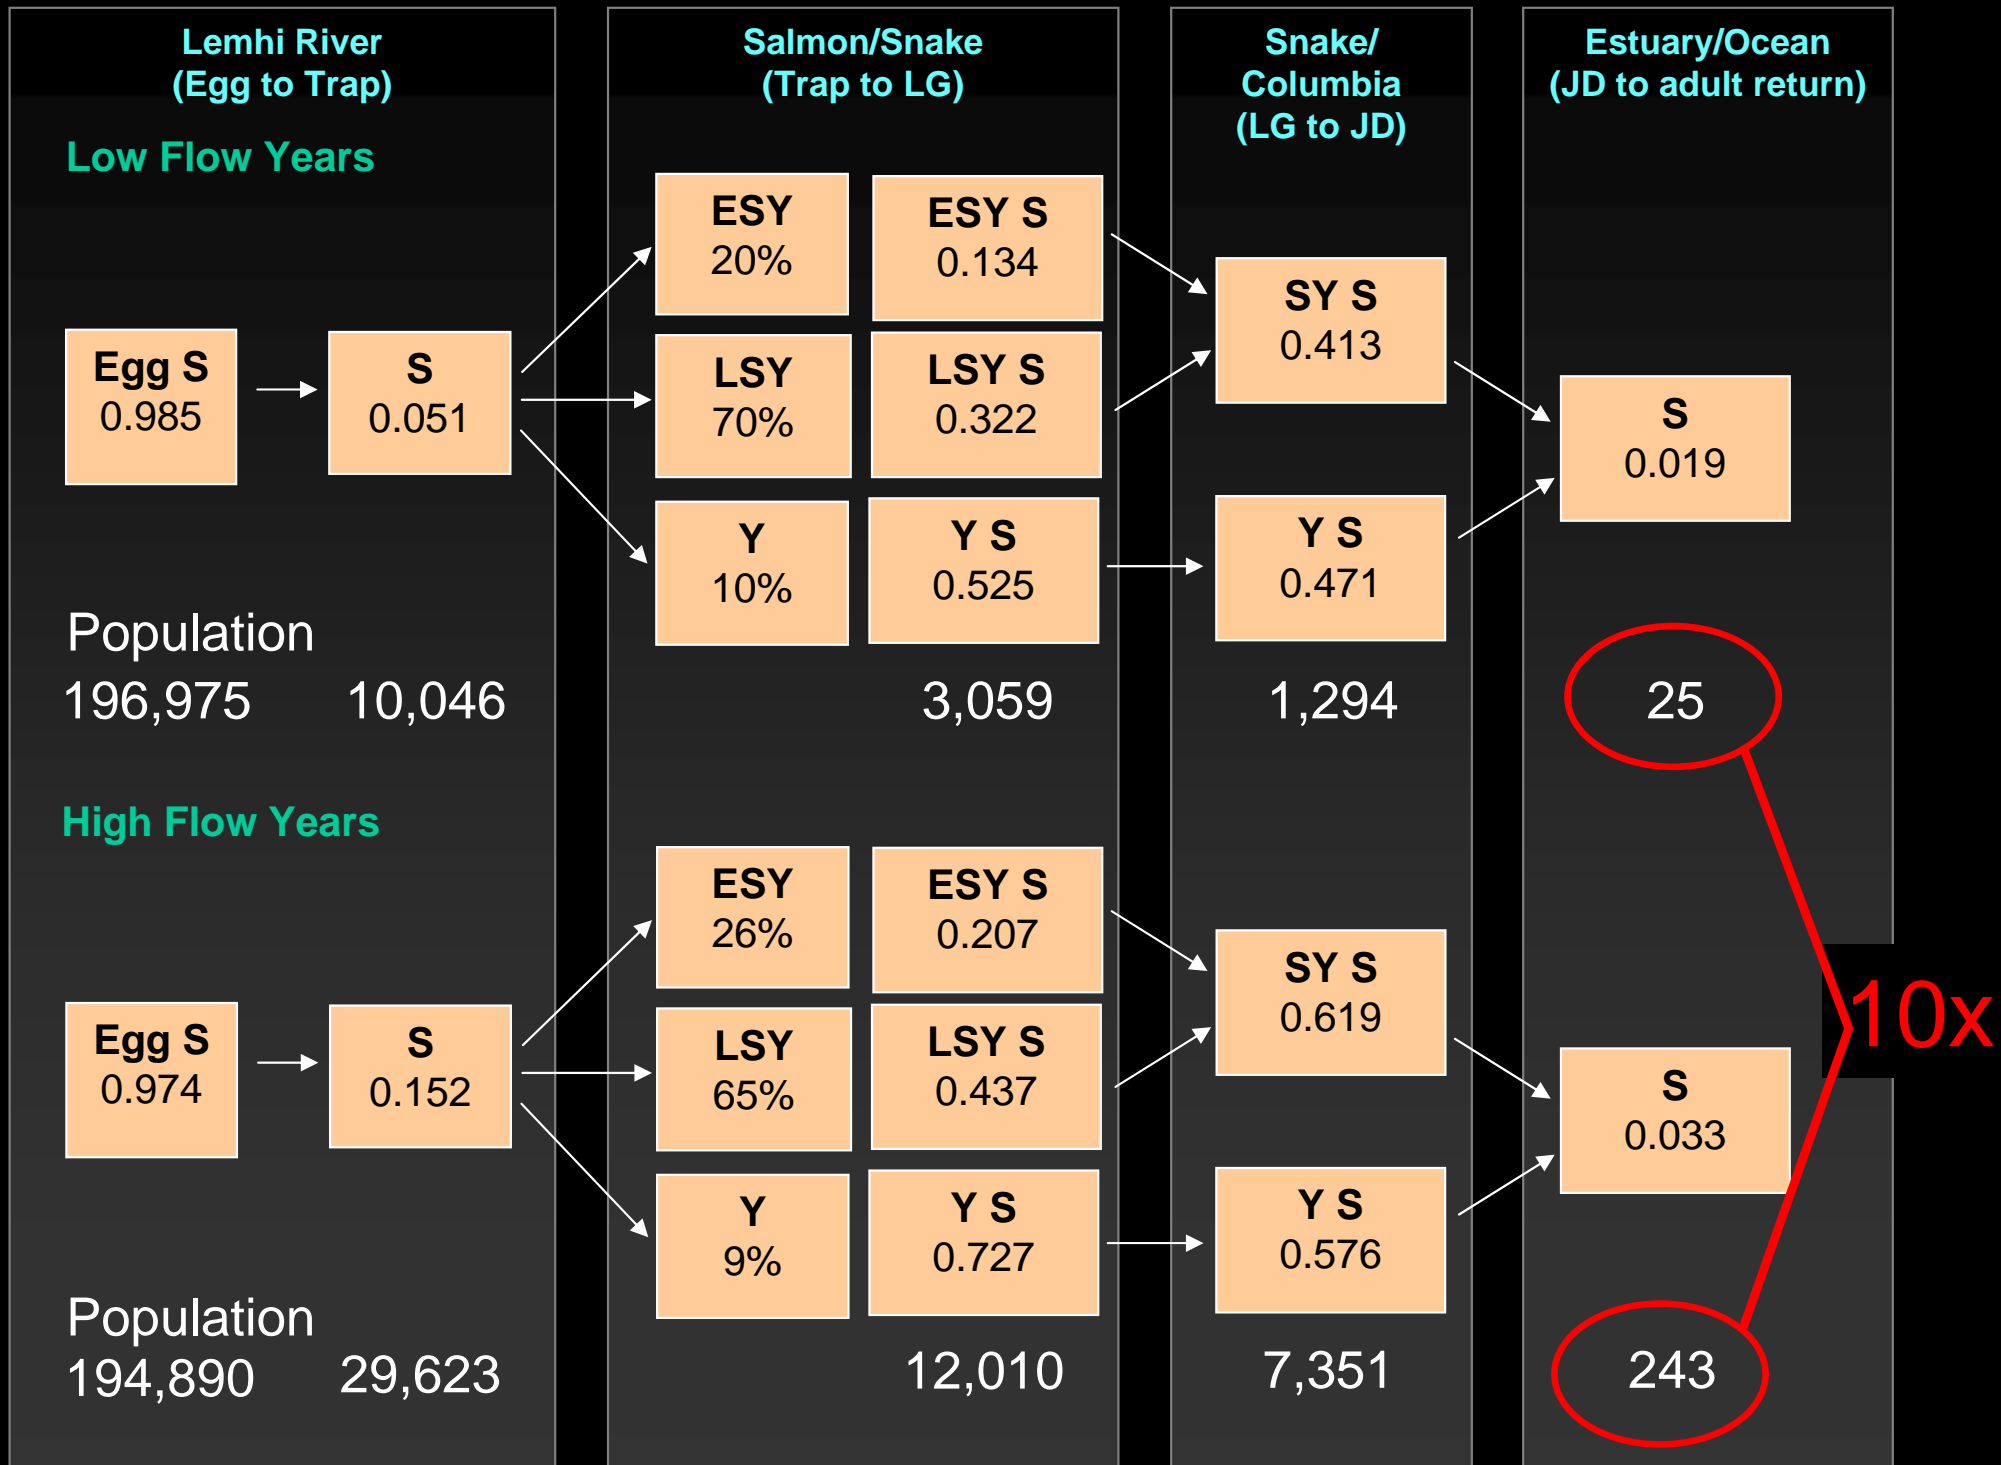 Lemhi River
(Egg to Trap)
Salmon/Snake
(Trap to LG)
Snake/
Columbia
(LG to JD)
Estuary/Ocean
(JD to adult return)
Low Flow Years
Egg S
0.985
S
0.051
ESY
20%
ESY S
0.134
LSY
70%
LSY S
0.322
Y
10%
Y S
0.525
SY S
0.413
Y S
0.471
S
0.019
Population
196,975
10,046
3,059
1,294
25
High Flow Years
Egg S
0.974
S
0.152
ESY
26%
ESY S
0.207
LSY
65%
LSY S
0.437
Y
9%
Y S
0.727
SY S
0.619
Y S
0.576
S
0.033
10x
Population
194,890
29,623
12,010
7,351
243